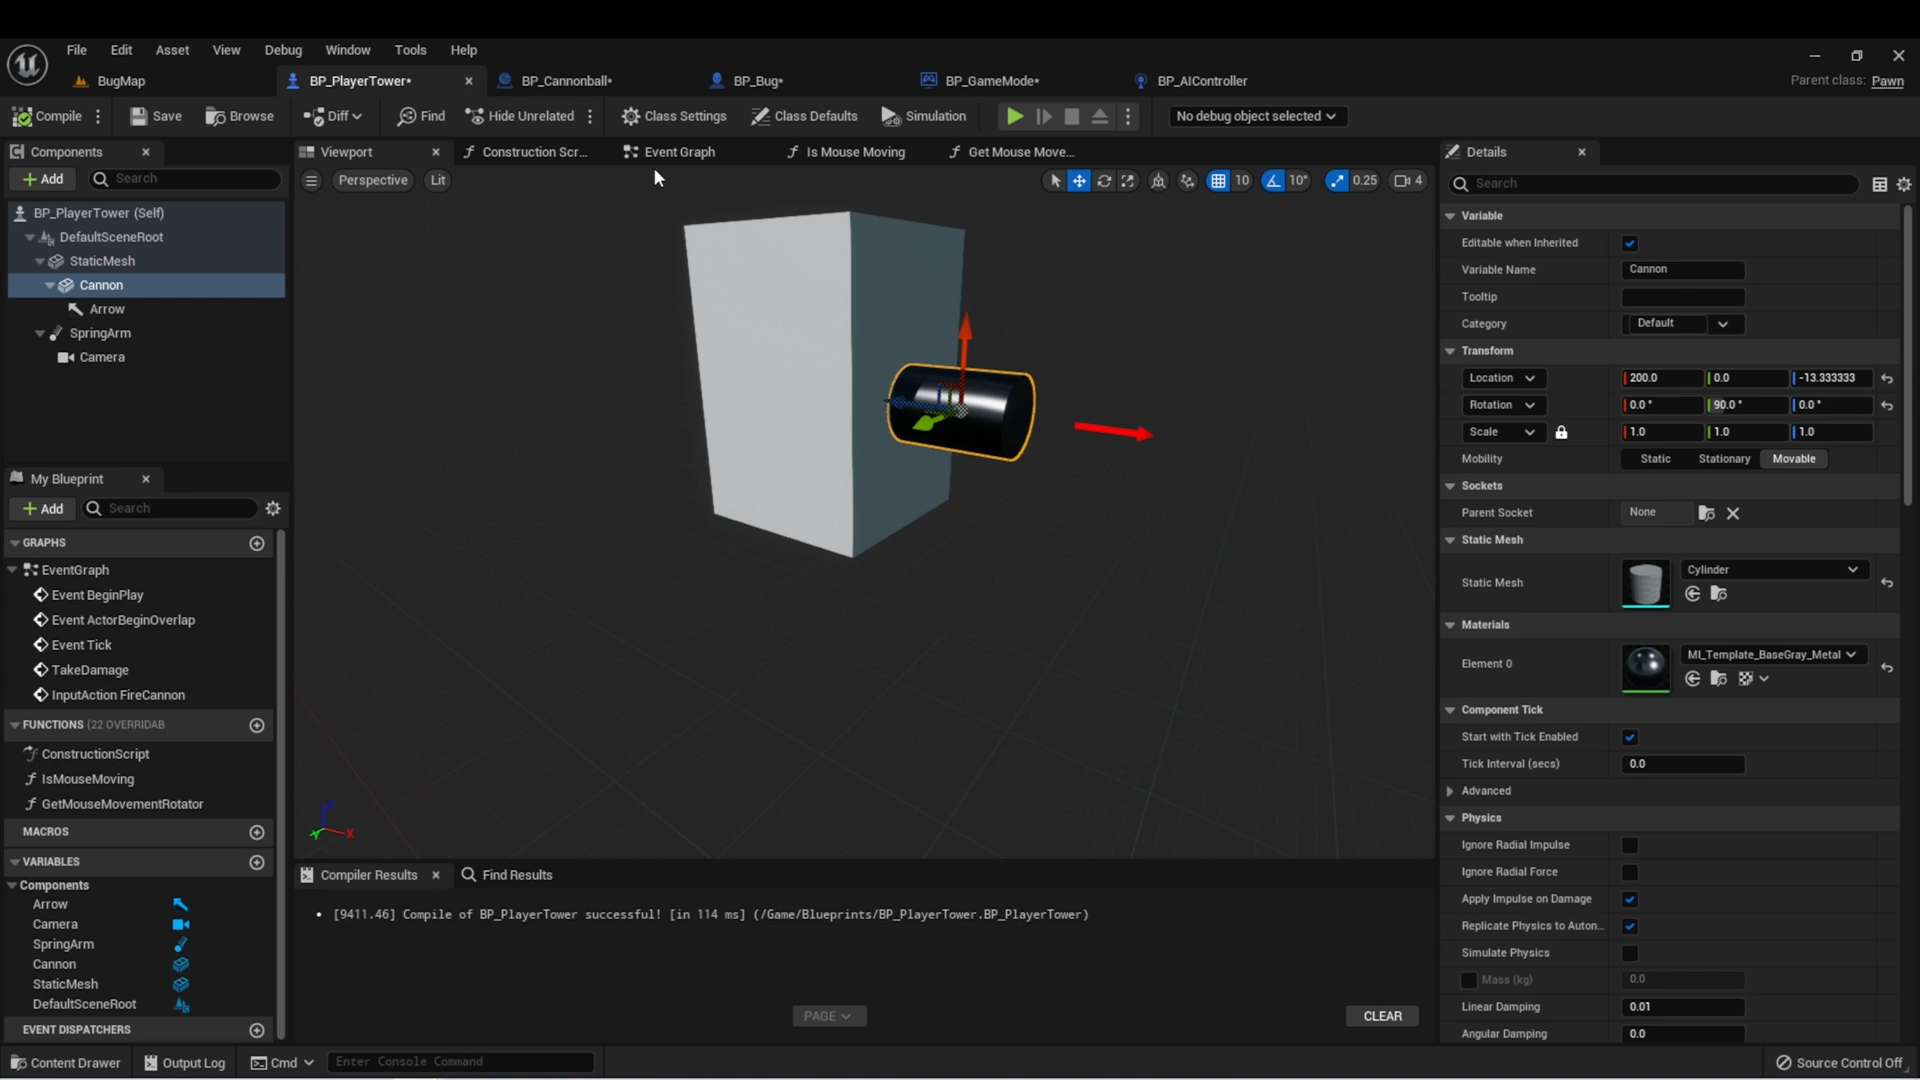 File Edit Asset View Debug Window Tools Help
BugMap BP_PlayerTower* BP_Cannonball* BP_Bug* BP_GameMode* BP_AIController Parent class: Pawn
Compile Save Browse Diff Find Hide Unrelated Class Settings Class Defaults Simulation No debug object selected
Components
Add Search
BP_PlayerTower (Self)
DefaultSceneRoot
StaticMesh
Cannon
Arrow
SpringArm
Camera
My Blueprint
Add Search
GRAPHS
EventGraph
Event BeginPlay
Event ActorBeginOverlap
Event Tick
TakeDamage
InputAction FireCannon
FUNCTIONS (22 OVERRIDAB
ConstructionScript
IsMouseMoving
GetMouseMovementRotator
MACROS
VARIABLES
Components
Arrow
Camera
SpringArm
Cannon
StaticMesh
DefaultSceneRoot
EVENT DISPATCHERS
Viewport Construction Scr... Event Graph Is Mouse Moving Get Mouse Move...
Perspective Lit 10 10° 0.25 4
X
Compiler Results Find Results
• [9411.46] Compile of BP_PlayerTower successful! [in 114 ms] (/Game/Blueprints/BP_PlayerTower.BP_PlayerTower)
PAGE CLEAR
Details
Search
Variable
Editable when Inherited
Variable Name Cannon
Tooltip
Category Default
Transform
Location 200.0 0.0 -13.333333
Rotation 0.0° 90.0° 0.0°
Scale 1.0 1.0 1.0
Mobility Static Stationary Movable
Sockets
Parent Socket None
Static Mesh
Static Mesh Cylinder
Materials
Element 0 MI_Template_BaseGray_Metal
Component Tick
Start with Tick Enabled
Tick Interval (secs) 0.0
Advanced
Physics
Ignore Radial Impulse
Ignore Radial Force
Apply Impulse on Damage
Replicate Physics to Auton...
Simulate Physics
Mass (kg) 0.0
Linear Damping 0.01
Angular Damping 0.0
Content Drawer Output Log Cmd Enter Console Command Source Control Off